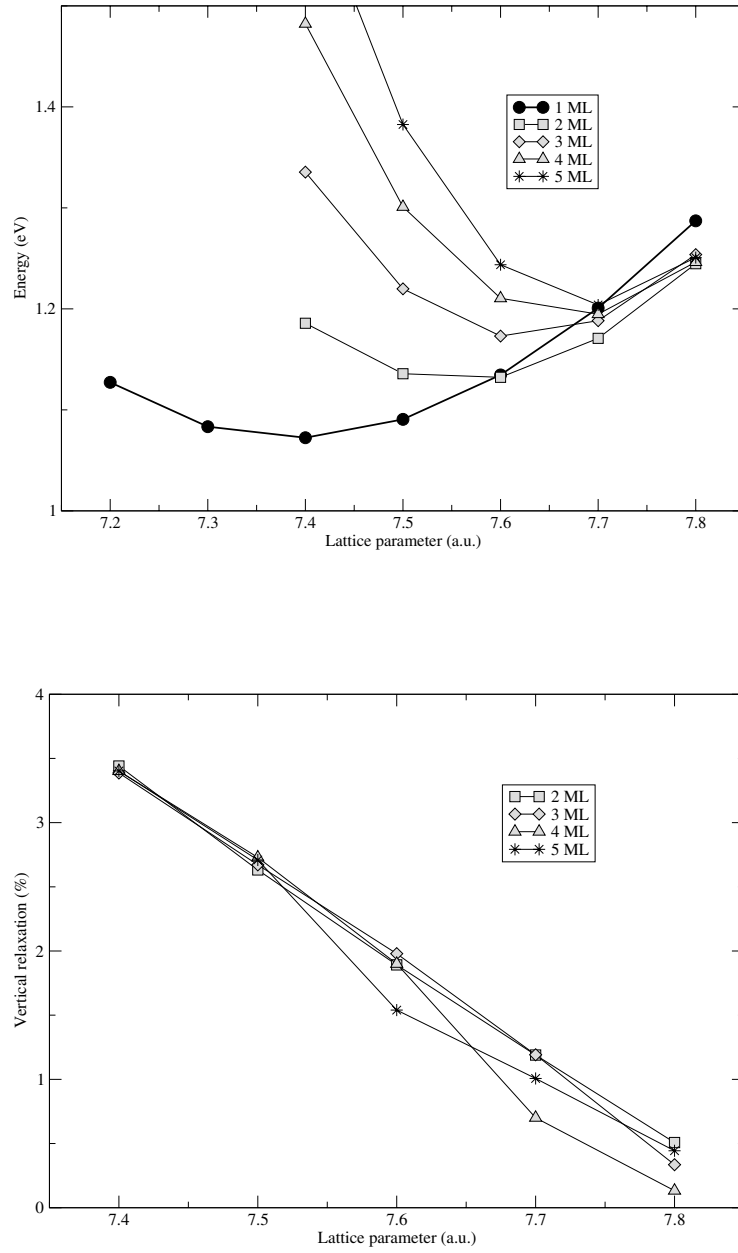 1.4
1.2
1
Energy (eV)
1 ML
2 ML
3 ML
4 ML
5 ML
7.2 7.3 7.4 7.5 7.6 7.7 7.8
Lattice parameter (a.u.)
4
3
2
1
0
Vertical relaxation (%)
2 ML
3 ML
4 ML
5 ML
7.4 7.5 7.6 7.7 7.8
Lattice parameter (a.u.)